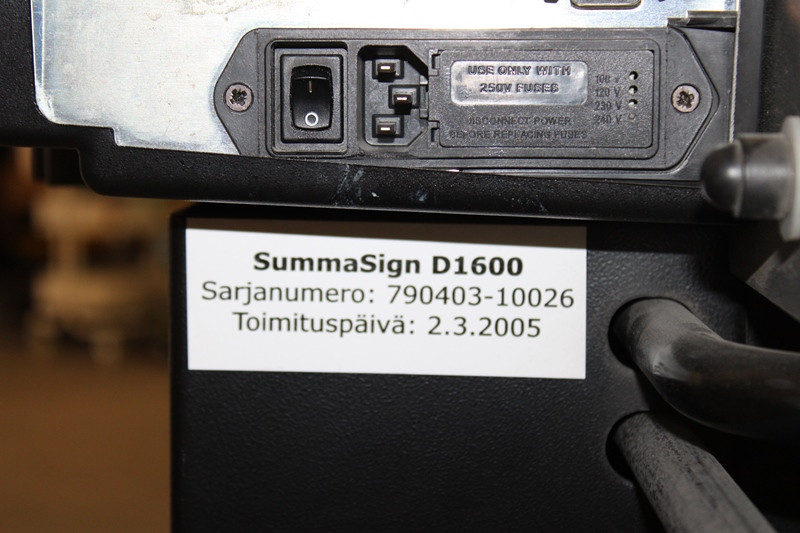 USE ONLY WITH
250V FUSES
120 V
230 V
240 V
DISCONNECT POWER
BEFORE REPLACING FUSES
SummaSign D1600
Sarjanumero: 790403-10026
Toimituspäivä: 2.3.2005